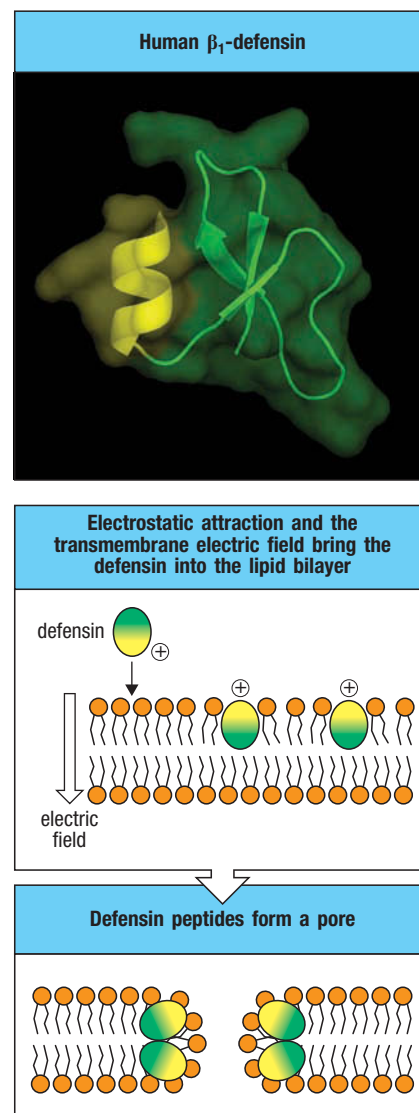 Human β₁-defensin
Electrostatic attraction and the
transmembrane electric field bring the
defensin into the lipid bilayer
defensin
+
+
+
electric
field
Defensin peptides form a pore